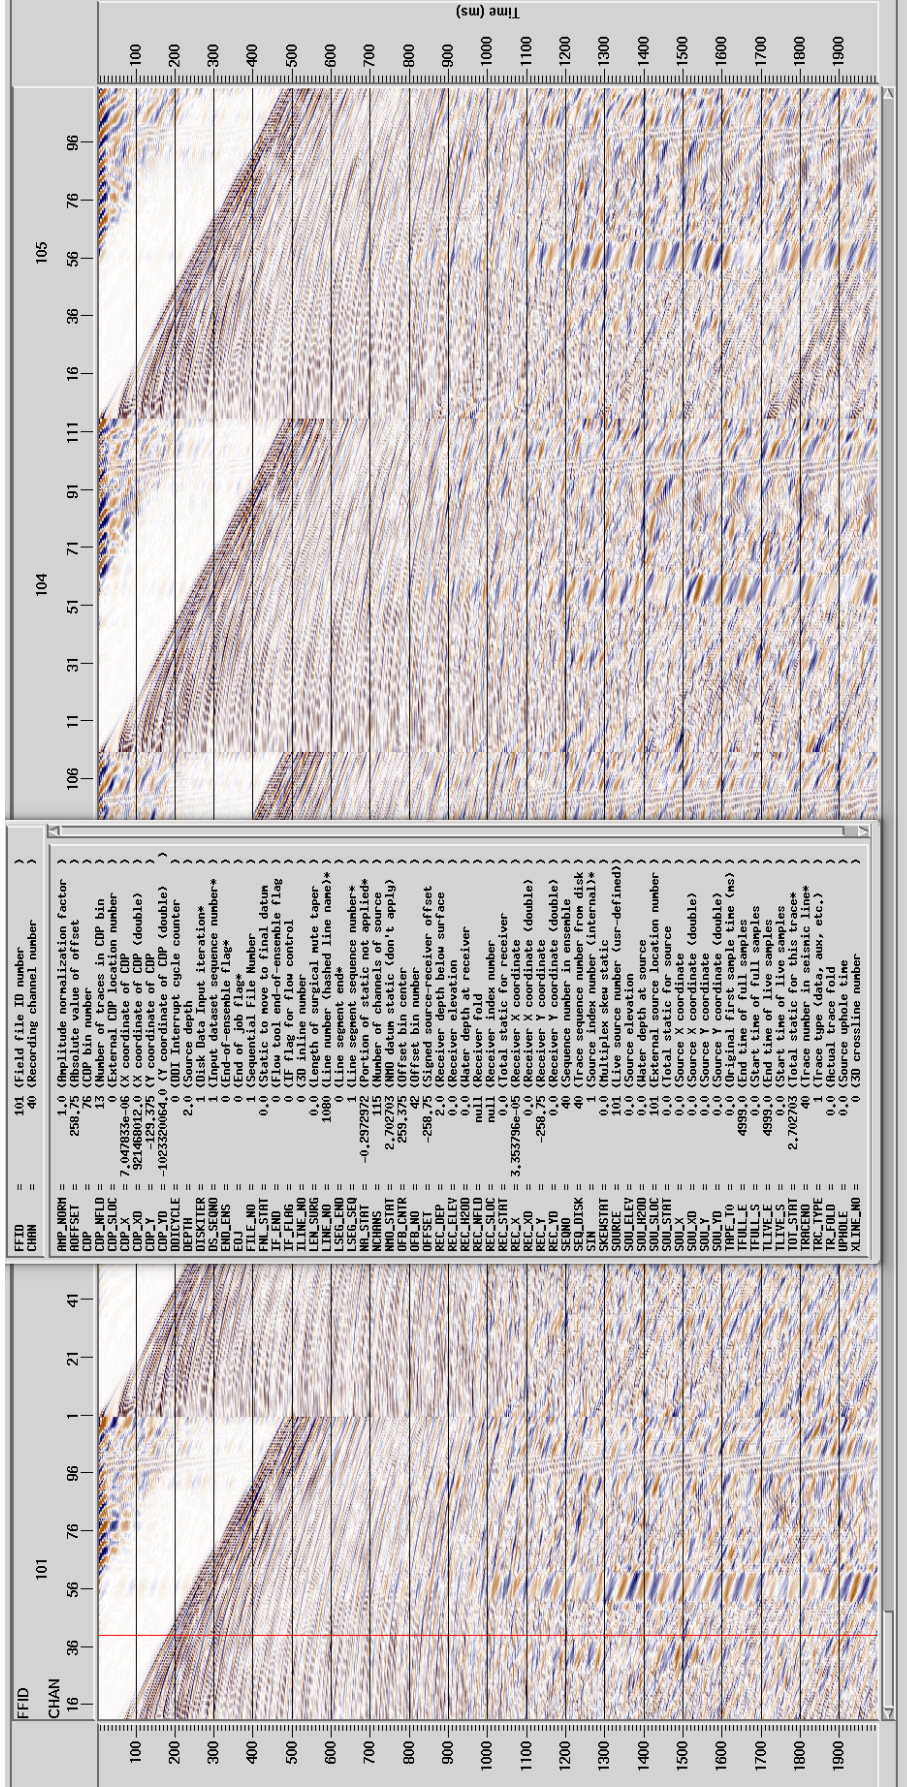 FFID 101 104 105
CHAN 16 36 56 76 96 1 21 41 106 11 31 51 71 91 111 16 36 56 76 96
FFID = 101 (Field file ID number )
CHAN = 40 (Recording channel number )
AMP_NORM = 1.0 (Amplitude normalization factor )
AOFFSET = 258.75 (Absolute value of offset )
CDP = 76 (CDP bin number )
CDP_NFLD = 13 (Number of traces in CDP bin )
CDP_SLOC = 0 (External CDP location number )
CDP_X = 7.047833e-06 (X coordinate of CDP )
CDP_XD = 921468012.0 (X coordinate of CDP (double) )
CDP_Y = -129.375 (Y coordinate of CDP )
CDP_YD = -1023320064.0 (Y coordinate of CDP (double) )
DDICYCLE = 0 (DDI Interrupt cycle counter )
DEPTH = 2.0 (Source depth )
DISKITER = 1 (Disk Data Input iteration* )
DS_SEQNO = 1 (Input dataset sequence number* )
END_ENS = 0 (End-of-ensemble flag* )
EOJ = 0 (End of job flag* )
FILE_NO = 1 (Sequential File Number )
FNL_STAT = 0.0 (Static to move to final datum )
IF_END = 0 (Flow tool end-of-ensemble flag )
IF_FLAG = 0 (IF flag for flow control )
ILINE_NO = 0 (3D inline number )
LEN_SURG = 0.0 (Length of surgical mute taper )
LINE_NO = 1080 (Line number (hashed line name)* )
LSEG_END = 0 (Line segment end* )
LSEG_SEQ = 1 (Line segment sequence number* )
NA_STAT = -0.2972972 (Portion of static not applied* )
NCHANS = 115 (Number of channels of source )
NMO_STAT = 2.702703 (NMO datum static (don't apply) )
OFB_CNTR = 259.375 (Offset bin center )
OFB_NO = 42 (Offset bin number )
OFFSET = -258.75 (Signed source-receiver offset )
REC_DEP = 2.0 (Receiver depth below surface )
REC_ELEV = 0.0 (Receiver elevation )
REC_H2OD = 0.0 (Water depth at receiver )
REC_NFLD = null (Receiver fold )
REC_SLOC = null (Receiver index number )
REC_STAT = 0.0 (Total static for receiver )
REC_X = 3.353796e-05 (Receiver X coordinate )
REC_XD = 0.0 (Receiver X coordinate (double) )
REC_Y = -258.75 (Receiver Y coordinate )
REC_YD = 0.0 (Receiver Y coordinate (double) )
SEQNO = 40 (Sequence number in ensemble )
SEQ_DISK = 40 (Trace sequence number from disk )
SIN = 1 (Source index number (internal)* )
SKEWSTAT = 0.0 (Multiplex skew static )
SOURCE = 101 (Live source number (usr-defined) )
SOU_ELEV = 0.0 (Source elevation )
SOU_H2OD = 0.0 (Water depth at source )
SOU_SLOC = 101 (External source location number )
SOU_STAT = 0.0 (Total static for source )
SOU_X = 0.0 (Source X coordinate )
SOU_XD = 0.0 (Source X coordinate (double) )
SOU_Y = 0.0 (Source Y coordinate )
SOU_YD = 0.0 (Source Y coordinate (double) )
TAPE_I0 = 0.0 (Original first sample time (ms) )
TFULL_E = 4999.0 (End time of full samples )
TFULL_S = 0.0 (Start time of full samples )
TLIVE_E = 4999.0 (End time of live samples )
TLIVE_S = 0.0 (Start time of live samples )
TOT_STAT = 2.702703 (Total static for this trace* )
TRACENO = 40 (Trace number in seismic line* )
TRC_TYPE = 1 (Trace type (data, aux, etc.) )
TR_FOLD = 0.0 (Actual trace fold )
UPHOLE = 0.0 (Source uphole time )
XLINE_NO = 0 (3D crossline number )
100 100
200 200
300 300
400 400
500 500
600 600
700 700
800 800
900 900
1000 1000
1100 1100
1200 1200
1300 1300
1400 1400
1500 1500
1600 1600
1700 1700
1800 1800
1900 1900
Time (ms)